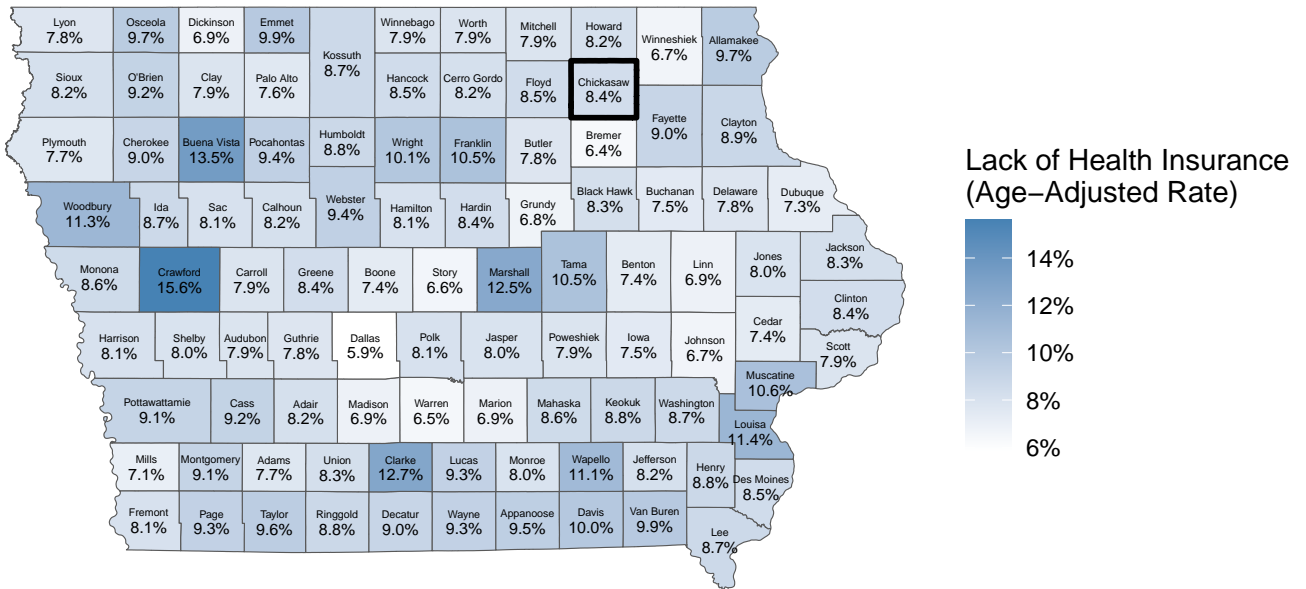 Lyon
7.8%
Osceola
9.7%
Dickinson
6.9%
Emmet
9.9%
Kossuth
8.7%
Winnebago
7.9%
Worth
7.9%
Mitchell
7.9%
Howard
8.2%
Winneshiek
6.7%
Allamakee
9.7%
Sioux
8.2%
O'Brien
9.2%
Clay
7.9%
Palo Alto
7.6%
Hancock
8.5%
Cerro Gordo
8.2%
Floyd
8.5%
Chickasaw
8.4%
Fayette
9.0%
Clayton
8.9%
Plymouth
7.7%
Cherokee
9.0%
Buena Vista
13.5%
Pocahontas
9.4%
Humboldt
8.8%
Wright
10.1%
Franklin
10.5%
Butler
7.8%
Bremer
6.4%
Woodbury
11.3%
Ida
8.7%
Sac
8.1%
Calhoun
8.2%
Webster
9.4%
Hamilton
8.1%
Hardin
8.4%
Grundy
6.8%
Black Hawk
8.3%
Buchanan
7.5%
Delaware
7.8%
Dubuque
7.3%
Monona
8.6%
Crawford
15.6%
Carroll
7.9%
Greene
8.4%
Boone
7.4%
Story
6.6%
Marshall
12.5%
Tama
10.5%
Benton
7.4%
Linn
6.9%
Jones
8.0%
Jackson
8.3%
Clinton
8.4%
Harrison
8.1%
Shelby
8.0%
Audubon
7.9%
Guthrie
7.8%
Dallas
5.9%
Polk
8.1%
Jasper
8.0%
Poweshiek
7.9%
Iowa
7.5%
Johnson
6.7%
Cedar
7.4%
Scott
7.9%
Muscatine
10.6%
Pottawattamie
9.1%
Cass
9.2%
Adair
8.2%
Madison
6.9%
Warren
6.5%
Marion
6.9%
Mahaska
8.6%
Keokuk
8.8%
Washington
8.7%
Louisa
11.4%
Mills
7.1%
Montgomery
9.1%
Adams
7.7%
Union
8.3%
Clarke
12.7%
Lucas
9.3%
Monroe
8.0%
Wapello
11.1%
Jefferson
8.2%
Henry
8.8%
Des Moines
8.5%
Fremont
8.1%
Page
9.3%
Taylor
9.6%
Ringgold
8.8%
Decatur
9.0%
Wayne
9.3%
Appanoose
9.5%
Davis
10.0%
Van Buren
9.9%
Lee
8.7%
Lack of Health Insurance
(Age−Adjusted Rate)
14%
12%
10%
8%
6%